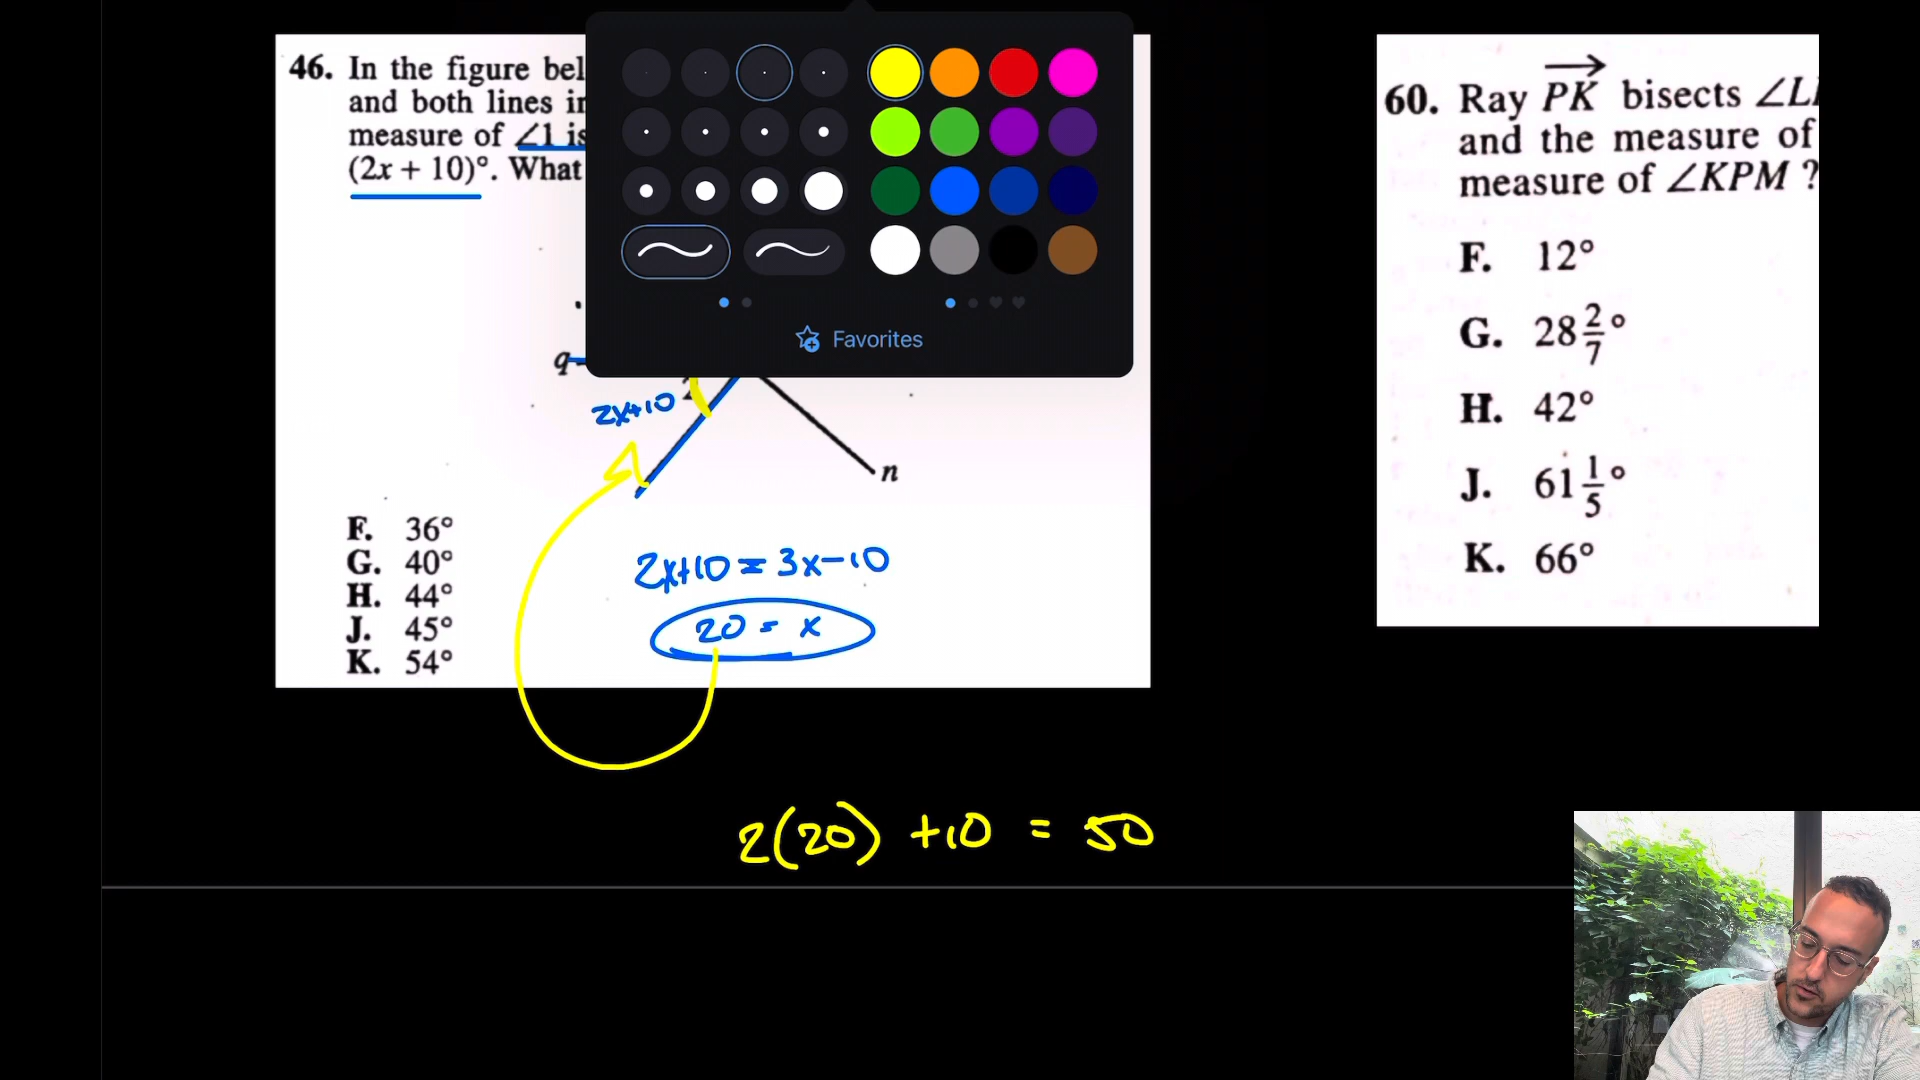 46. In the figure bel
and both lines in
measure of ∠1 is
(2x + 10)°. What
q
2x+10
n
F. 36°
G. 40°
H. 44°
J. 45°
K. 54°
2x+10 = 3x-10
20 = x
2(20) +10 = 50
Favorites
60. Ray PK bisects ∠L
and the measure of
measure of ∠KPM ?
F. 12°
G. 28 2/7°
H. 42°
J. 61 1/5°
K. 66°